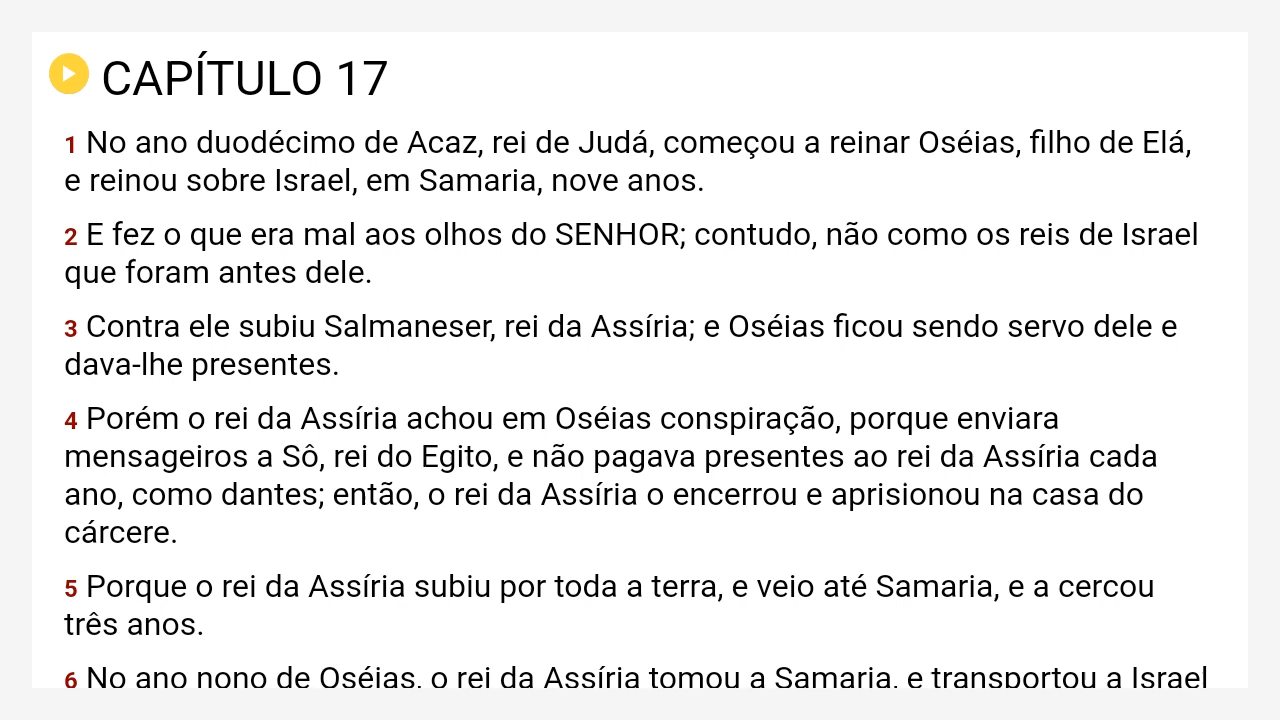 CAPÍTULO 17
1 No ano duodécimo de Acaz, rei de Judá, começou a reinar Oséias, filho de Elá,
e reinou sobre Israel, em Samaria, nove anos.
2 E fez o que era mal aos olhos do SENHOR; contudo, não como os reis de Israel
que foram antes dele.
3 Contra ele subiu Salmaneser, rei da Assíria; e Oséias ficou sendo servo dele e
dava-lhe presentes.
4 Porém o rei da Assíria achou em Oséias conspiração, porque enviara
mensageiros a Sô, rei do Egito, e não pagava presentes ao rei da Assíria cada
ano, como dantes; então, o rei da Assíria o encerrou e aprisionou na casa do
cárcere.
5 Porque o rei da Assíria subiu por toda a terra, e veio até Samaria, e a cercou
três anos.
6 No ano nono de Oséias, o rei da Assíria tomou a Samaria, e transportou a Israel